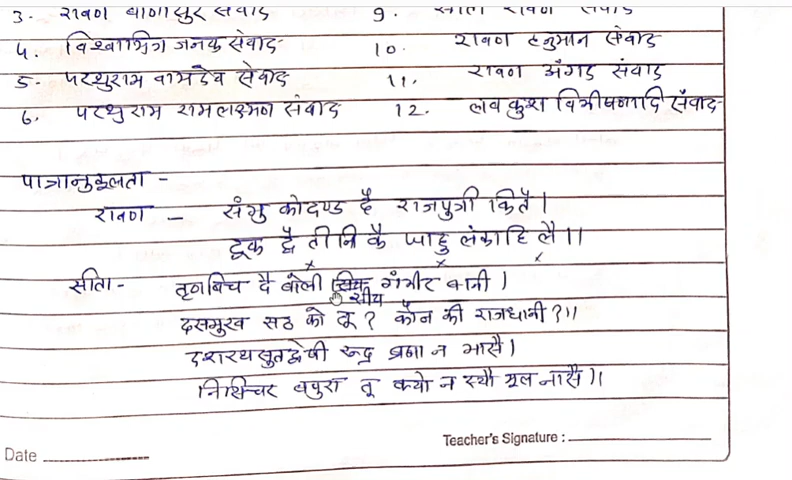 3. रावण बाणासुर संवाद 9. सीता रावण संवाद
4. विश्वामित्र जनक संवाद 10. रावण हनुमान संवाद
5. परशुराम वामदेव संवाद 11. रावण अंगद संवाद
6. परशुराम रामलक्ष्मण संवाद 12. लवकुश विभीषणादि संवाद
पात्रानुकूलता -
रावण - संभु कोदण्ड दै राजपुत्री कितै।
टूक द्वै तीनि कै जाहु लंकाहि लै।।
सीता - तृनबिच दै बोली सीय गंभीर बानी।
दसमुख सठ को तू? कौन की राजधानी?।।
दशरथसुतद्वेषी रुद्र ब्रह्मा न भासै।
निसिचर बपुरा तू क्यो न स्यौ मूल नासै।।
Date
Teacher's Signature :